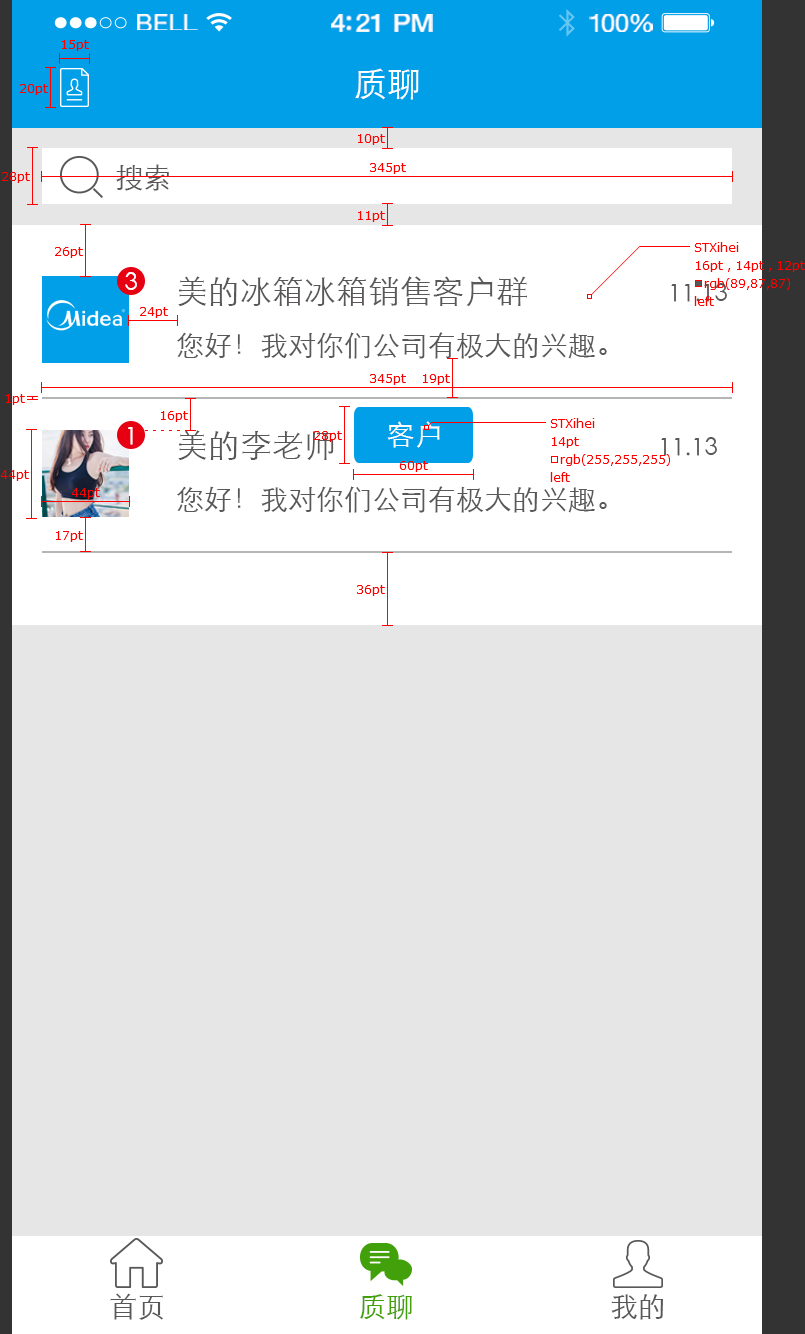 BELL 4:21 PM 100%
15pt
20pt
质聊
10pt
28pt
搜索
345pt
11pt
26pt
STXihei
16pt , 14pt , 12pt
rgb(89,87,87)
left
3
Midea
24pt
美的冰箱冰箱销售客户群
11.13
您好！我对你们公司有极大的兴趣。
345pt
19pt
1pt
16pt
1
44pt
44pt
美的李老师
28pt
客户
60pt
STXihei
14pt
rgb(255,255,255)
left
11.13
您好！我对你们公司有极大的兴趣。
17pt
36pt
首页
质聊
我的